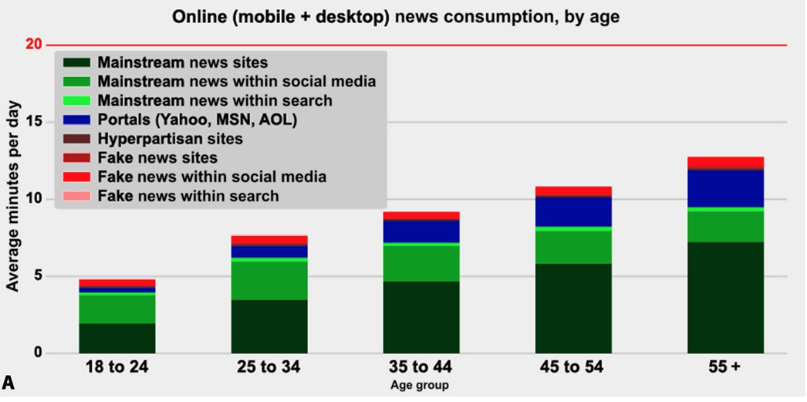 Online (mobile + desktop) news consumption, by age
20
Mainstream news sites
Mainstream news within social media
Mainstream news within search
Portals (Yahoo, MSN, AOL)
Hyperpartisan sites
Fake news sites
Fake news within social media
Fake news within search
15
10
5
0
Average minutes per day
18 to 24
25 to 34
35 to 44
45 to 54
55 +
Age group
A